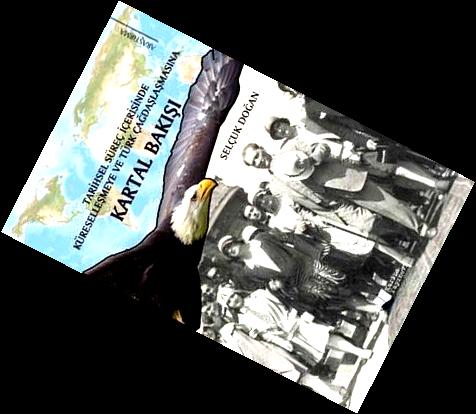 ARAŞTIRMA
TARİHSEL SÜREÇ İÇERİSİNDE
KÜRESELLEŞMEYE VE TÜRK ÇAĞDAŞLAŞMASINA
KARTAL BAKIŞI
SELÇUK DOĞAN